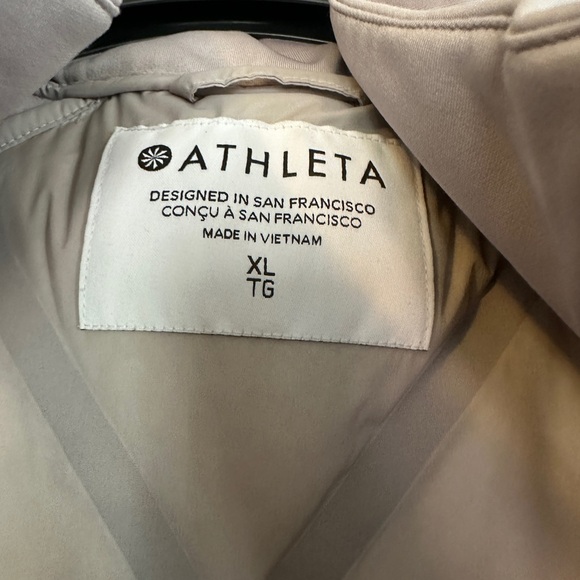 ATHLETA
DESIGNED IN SAN FRANCISCO
CONÇU À SAN FRANCISCO
MADE IN VIETNAM
XL
TG